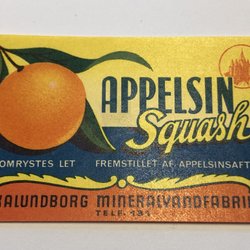 APPELSIN
Squash
OMRYSTES LET FREMSTILLET AF APPELSINSAFT
KALUNDBORG MINERALVANDFABRIK
TELF. 131